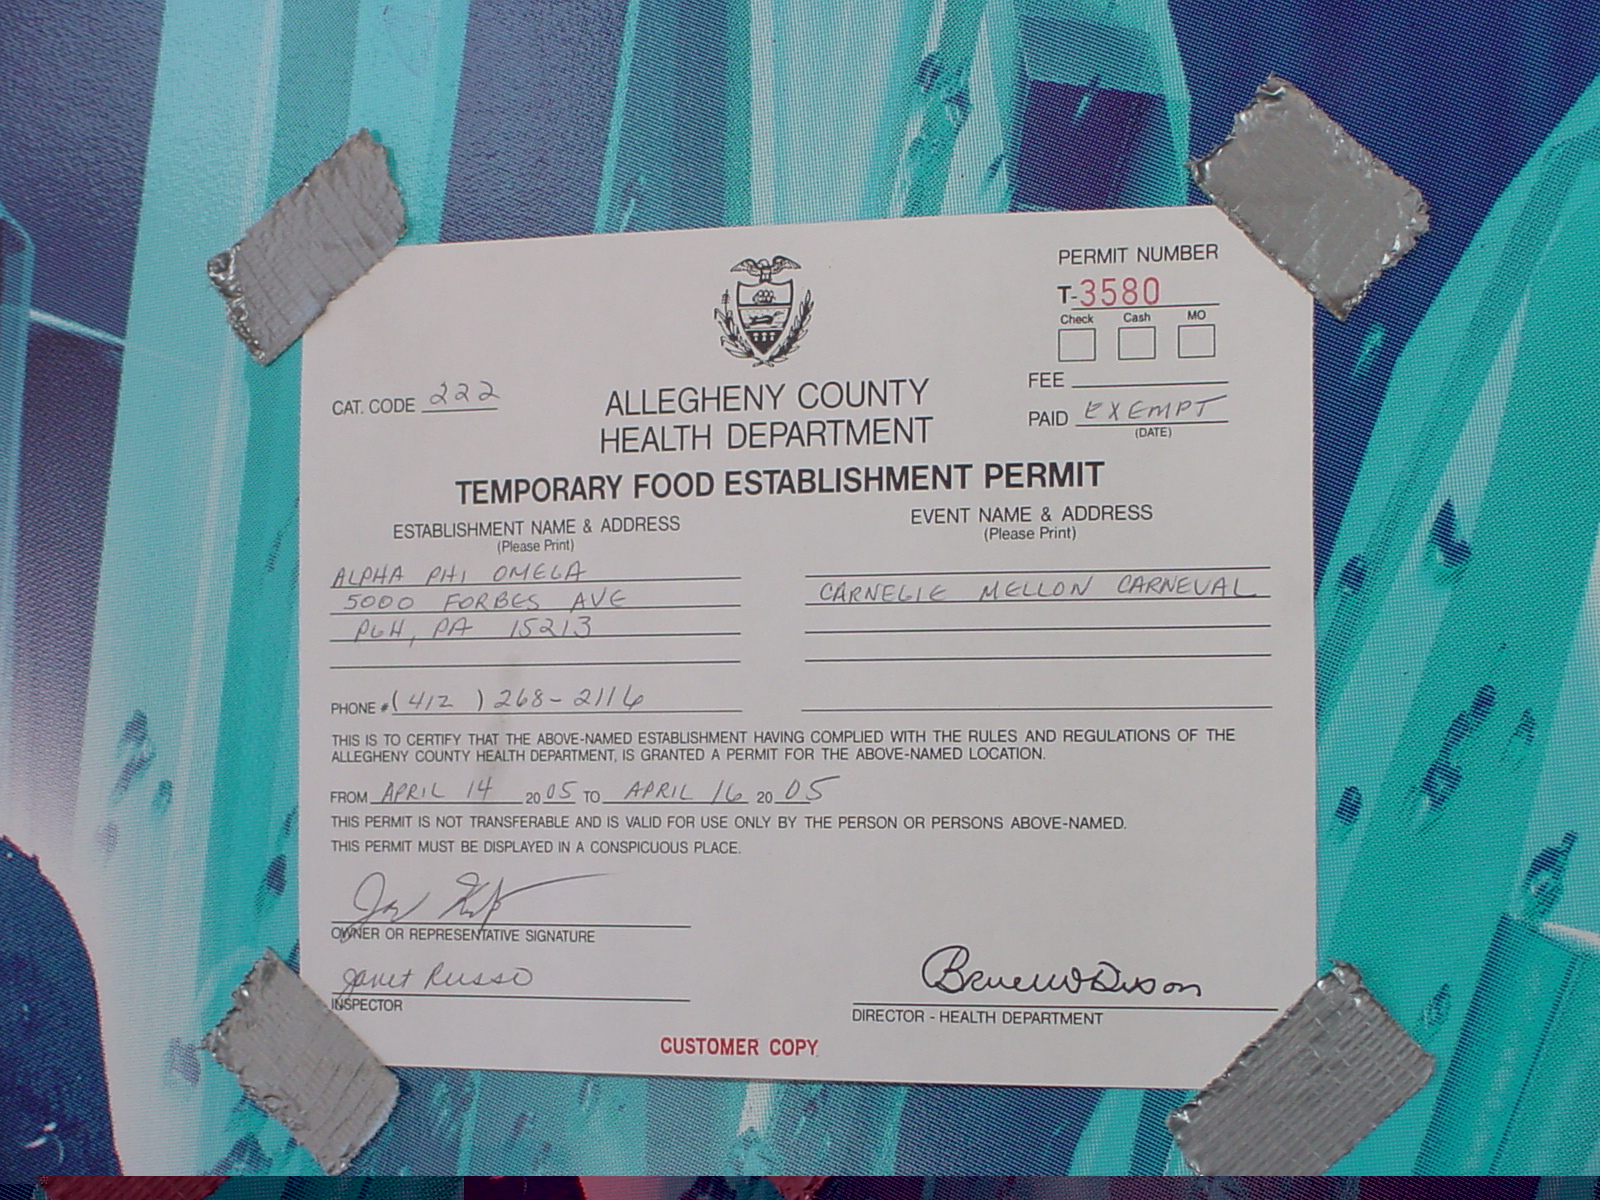 PERMIT NUMBER
T-3580
Check Cash MO
FEE
PAID EXEMPT
(DATE)
CAT. CODE 222
ALLEGHENY COUNTY
HEALTH DEPARTMENT
TEMPORARY FOOD ESTABLISHMENT PERMIT
ESTABLISHMENT NAME & ADDRESS
(Please Print)
ALPHA PHI OMEGA
5000 FORBES AVE
PGH, PA 15213
EVENT NAME & ADDRESS
(Please Print)
CARNEGIE MELLON CARNEVAL
PHONE # (412) 268-2116
THIS IS TO CERTIFY THAT THE ABOVE-NAMED ESTABLISHMENT HAVING COMPLIED WITH THE RULES AND REGULATIONS OF THE
ALLEGHENY COUNTY HEALTH DEPARTMENT, IS GRANTED A PERMIT FOR THE ABOVE-NAMED LOCATION.
FROM APRIL 14 2005 TO APRIL 16 2005
THIS PERMIT IS NOT TRANSFERABLE AND IS VALID FOR USE ONLY BY THE PERSON OR PERSONS ABOVE-NAMED.
THIS PERMIT MUST BE DISPLAYED IN A CONSPICUOUS PLACE.
OWNER OR REPRESENTATIVE SIGNATURE
Janet Russo
INSPECTOR
Bruce W Dixon
DIRECTOR - HEALTH DEPARTMENT
CUSTOMER COPY